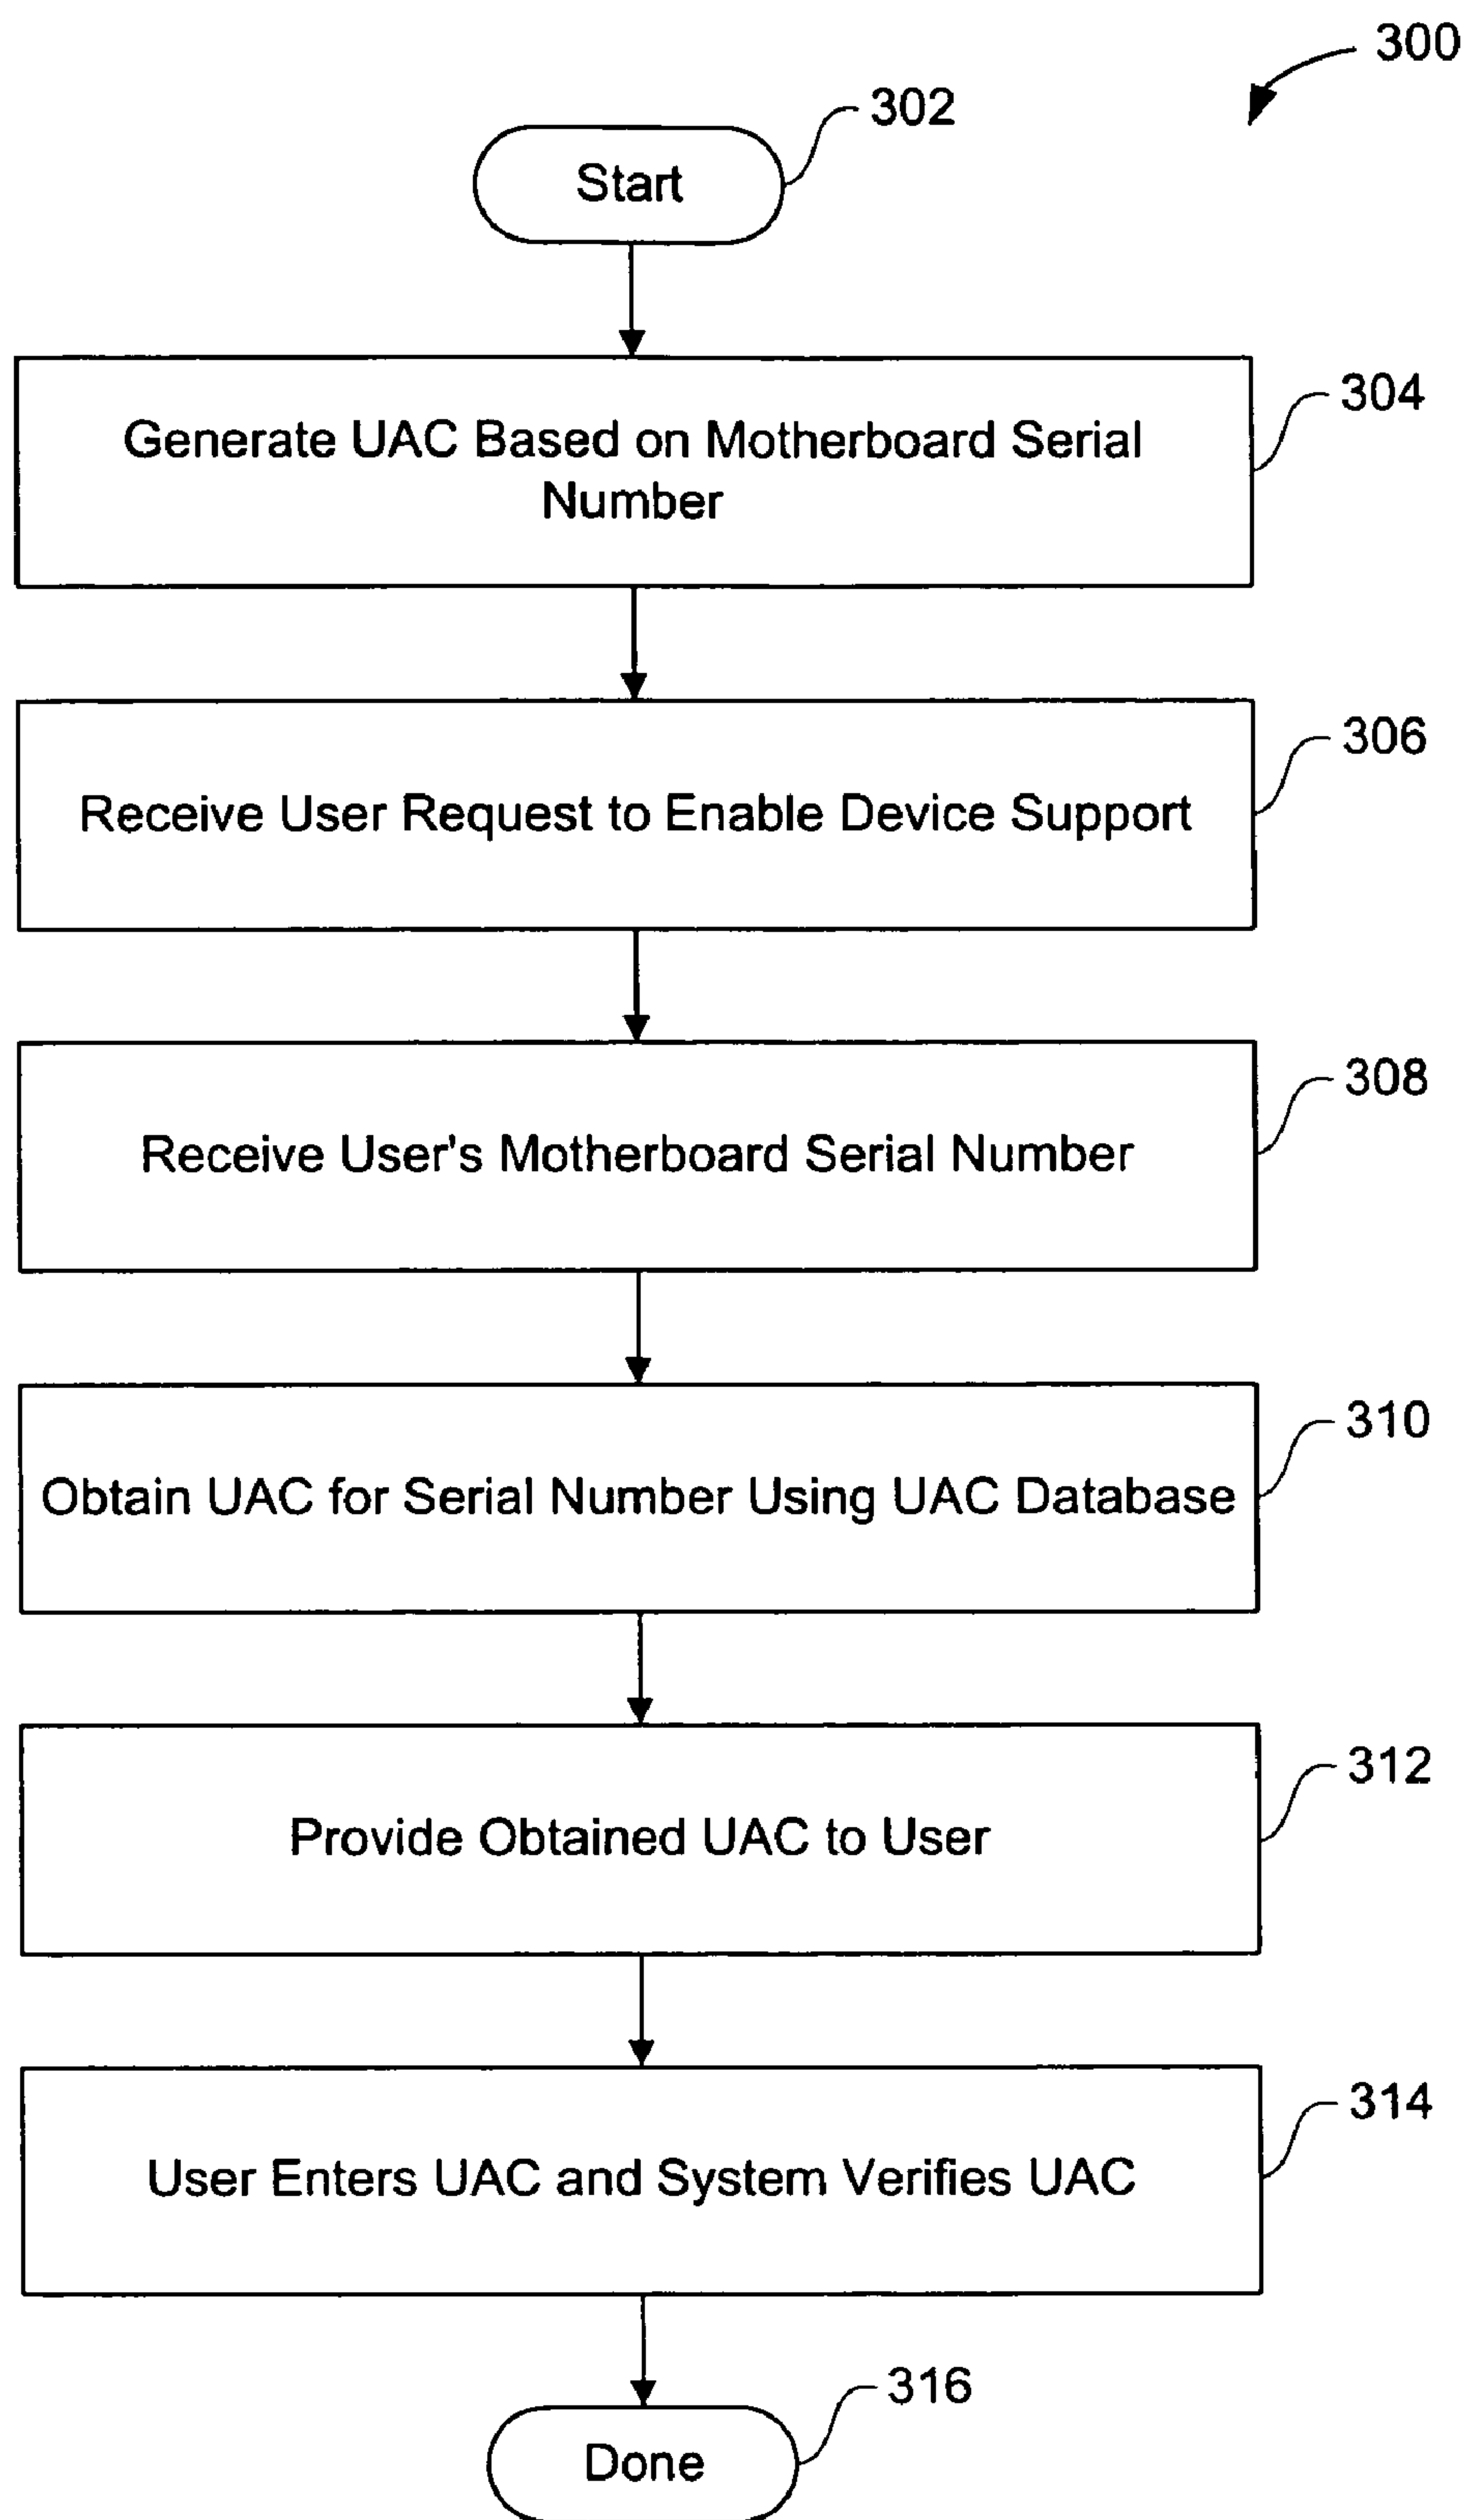 300
302
Start
304
Generate UAC Based on Motherboard Serial
Number
306
Receive User Request to Enable Device Support
308
Receive User's Motherboard Serial Number
310
Obtain UAC for Serial Number Using UAC Database
312
Provide Obtained UAC to User
314
User Enters UAC and System Verifies UAC
316
Done